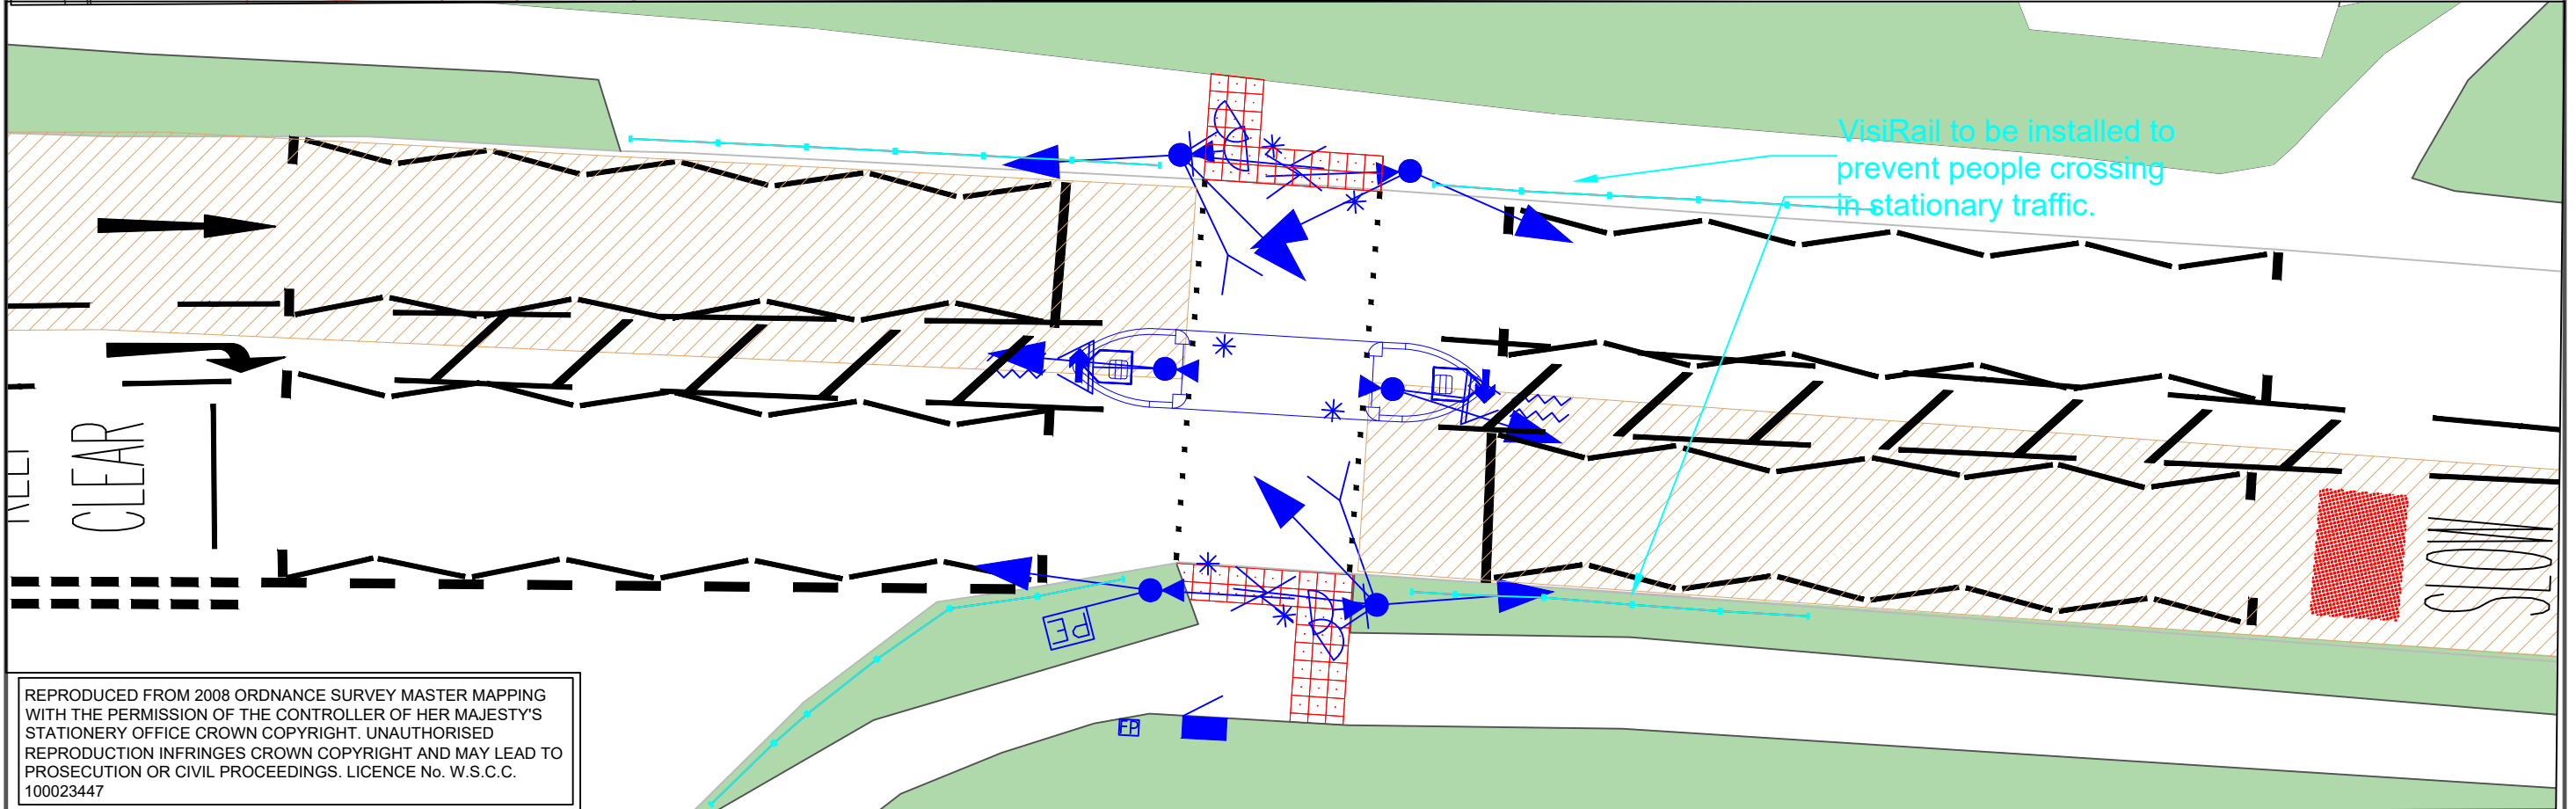 VisiRail to be installed to
prevent people crossing
in stationary traffic.
CLEAR
SLOW
PE
FP
REPRODUCED FROM 2008 ORDNANCE SURVEY MASTER MAPPING
WITH THE PERMISSION OF THE CONTROLLER OF HER MAJESTY'S
STATIONERY OFFICE CROWN COPYRIGHT. UNAUTHORISED
REPRODUCTION INFRINGES CROWN COPYRIGHT AND MAY LEAD TO
PROSECUTION OR CIVIL PROCEEDINGS. LICENCE No. W.S.C.C.
100023447